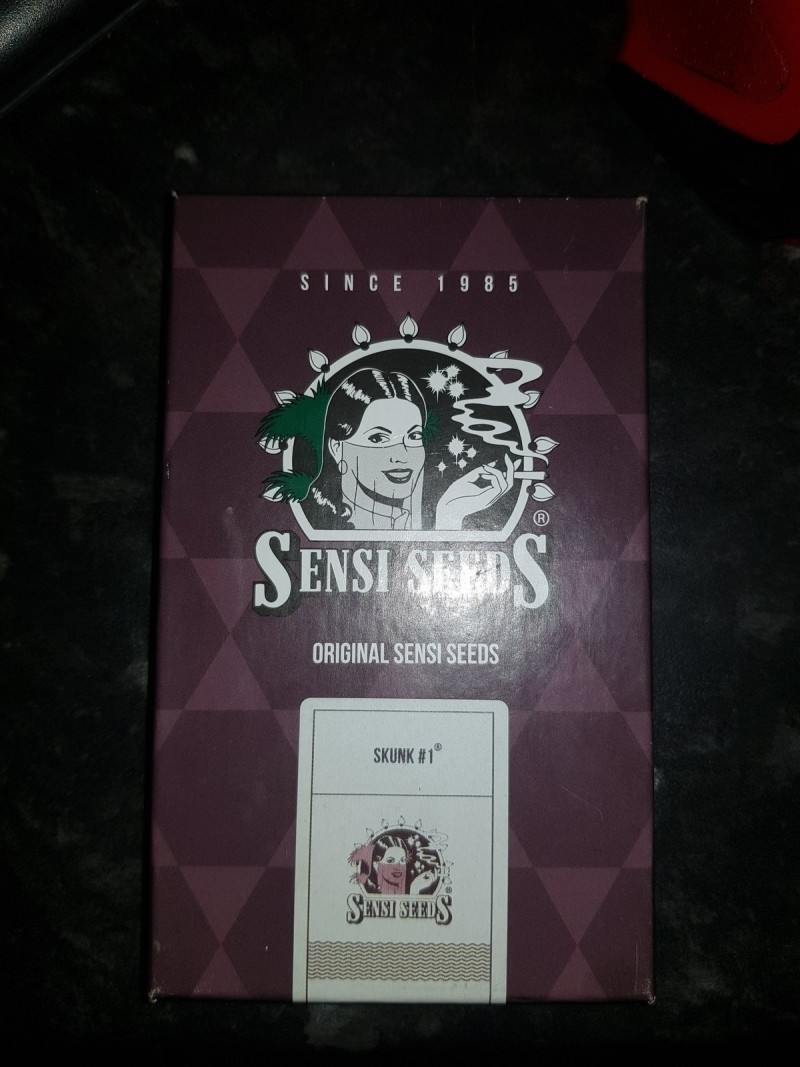 SINCE 1985
®
SENSI SEEDS
ORIGINAL SENSI SEEDS
SKUNK #1®
®
SENSI SEEDS